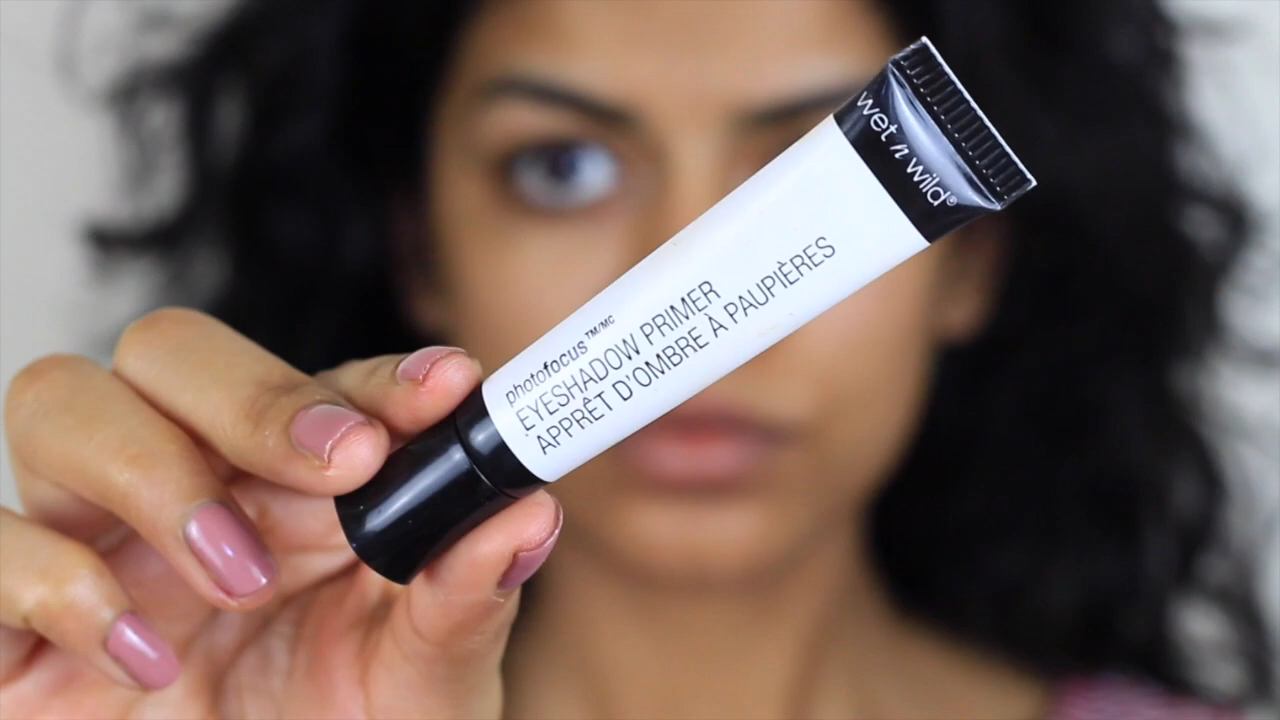 wet n wild®
photofocus™/MC
EYESHADOW PRIMER
APPRÊT D'OMBRE À PAUPIÈRES